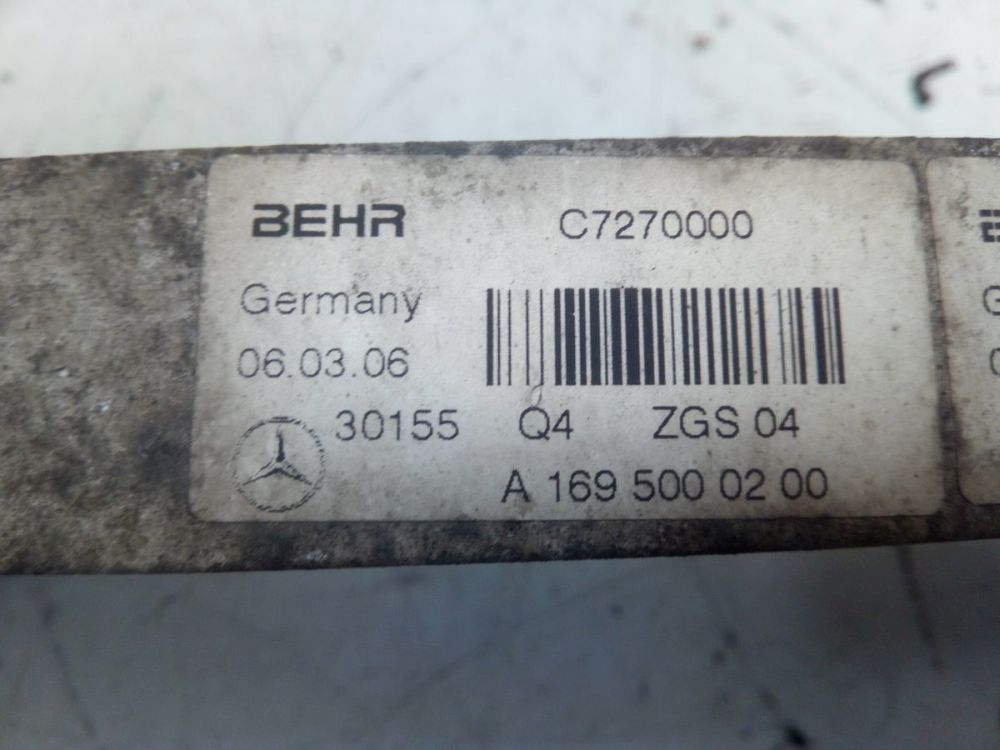 BEHR C7270000
Germany
06.03.06
30155 Q4 ZGS 04
A 169 500 02 00